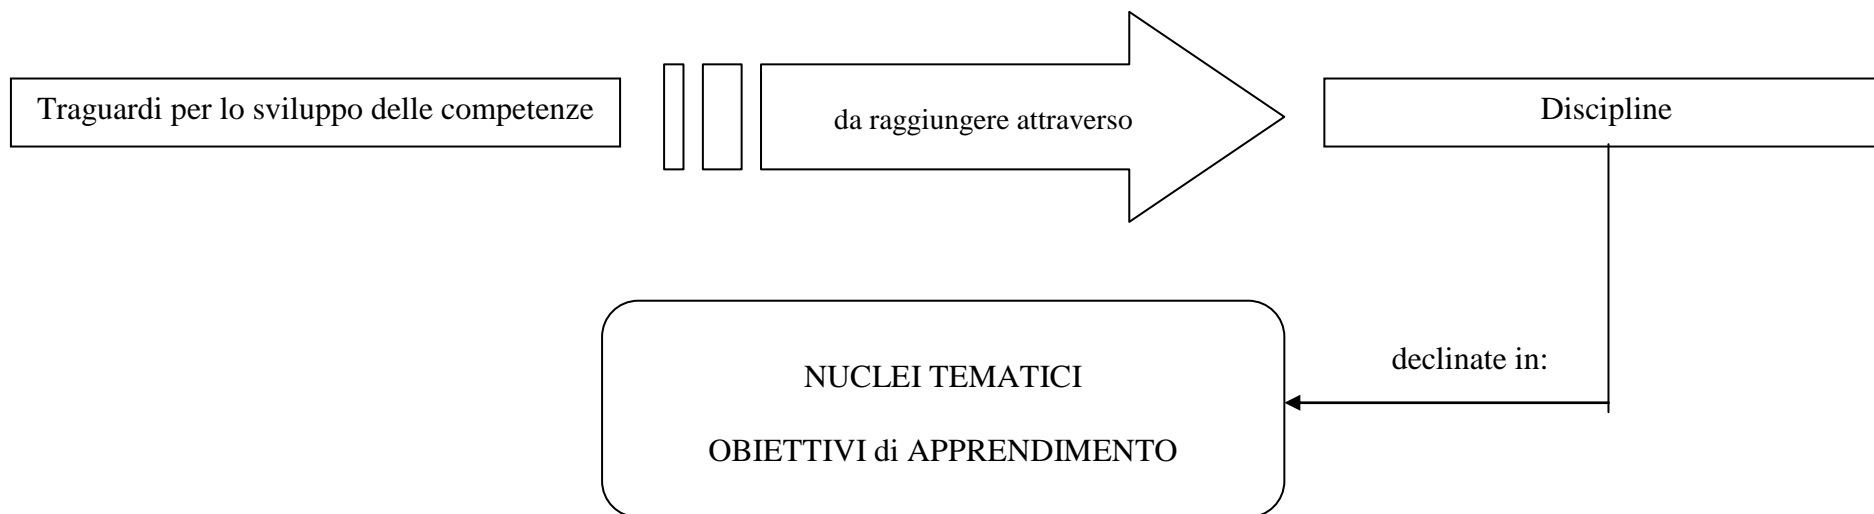 Traguardi per lo sviluppo delle competenze
da raggiungere attraverso
Discipline
declinate in:
NUCLEI TEMATICI
OBIETTIVI di APPRENDIMENTO